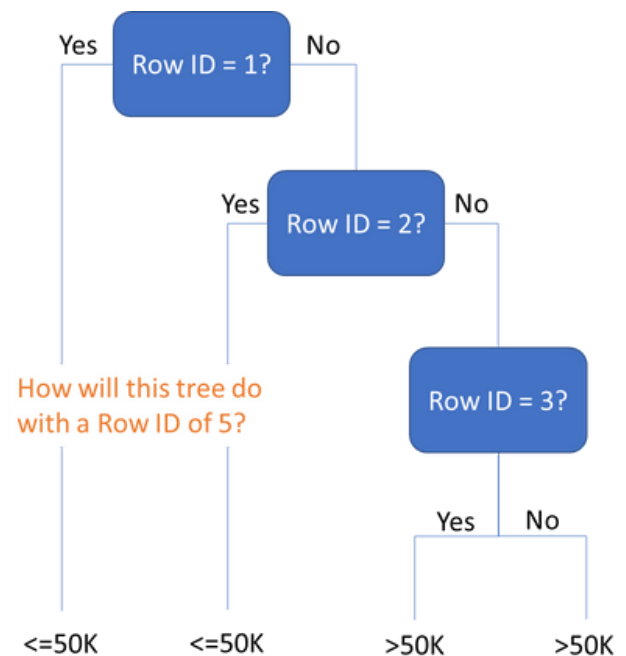 Yes
Row ID = 1?
No
Yes
Row ID = 2?
No
How will this tree do
with a Row ID of 5?
Row ID = 3?
Yes
No
<=50K
<=50K
>50K
>50K